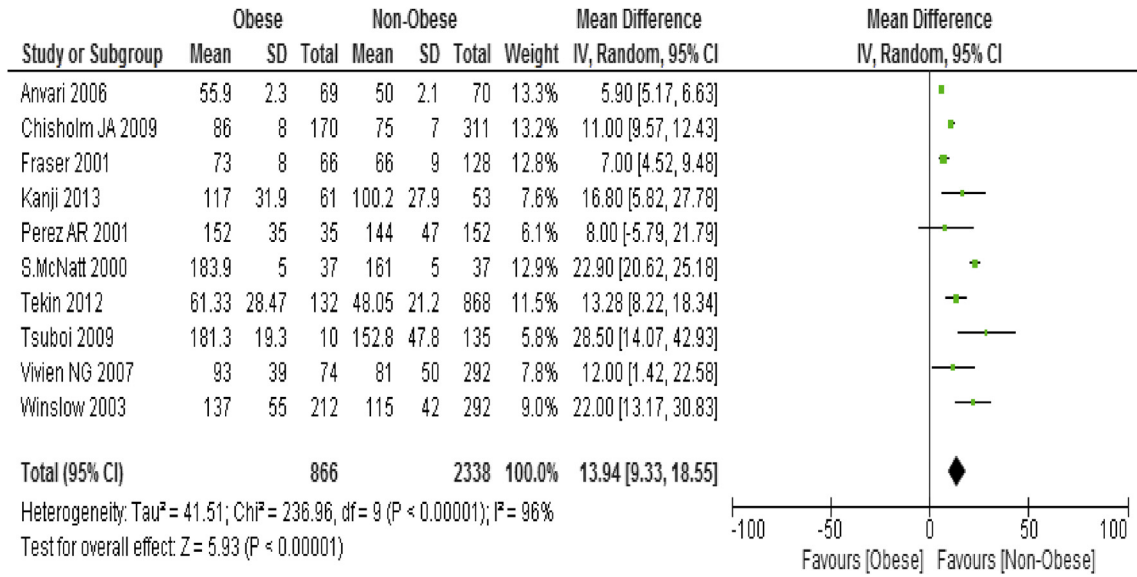 Obese Non-Obese Mean Difference Mean Difference
Study or Subgroup Mean SD Total Mean SD Total Weight IV, Random, 95% CI IV, Random, 95% CI
Anvari 2006 55.9 2.3 69 50 2.1 70 13.3% 5.90 [5.17, 6.63]
Chisholm JA 2009 86 8 170 75 7 311 13.2% 11.00 [9.57, 12.43]
Fraser 2001 73 8 66 66 9 128 12.8% 7.00 [4.52, 9.48]
Kanji 2013 117 31.9 61 100.2 27.9 53 7.6% 16.80 [5.82, 27.78]
Perez AR 2001 152 35 35 144 47 152 6.1% 8.00 [-5.79, 21.79]
S.McNatt 2000 183.9 5 37 161 5 37 12.9% 22.90 [20.62, 25.18]
Tekin 2012 61.33 28.47 132 48.05 21.2 868 11.5% 13.28 [8.22, 18.34]
Tsuboi 2009 181.3 19.3 10 152.8 47.8 135 5.8% 28.50 [14.07, 42.93]
Vivien NG 2007 93 39 74 81 50 292 7.8% 12.00 [1.42, 22.58]
Winslow 2003 137 55 212 115 42 292 9.0% 22.00 [13.17, 30.83]
Total (95% CI) 866 2338 100.0% 13.94 [9.33, 18.55]
Heterogeneity: Tau² = 41.51; Chi² = 236.96, df = 9 (P < 0.00001); I² = 96%
Test for overall effect: Z = 5.93 (P < 0.00001)
-100 -50 0 50 100
Favours [Obese] Favours [Non-Obese]